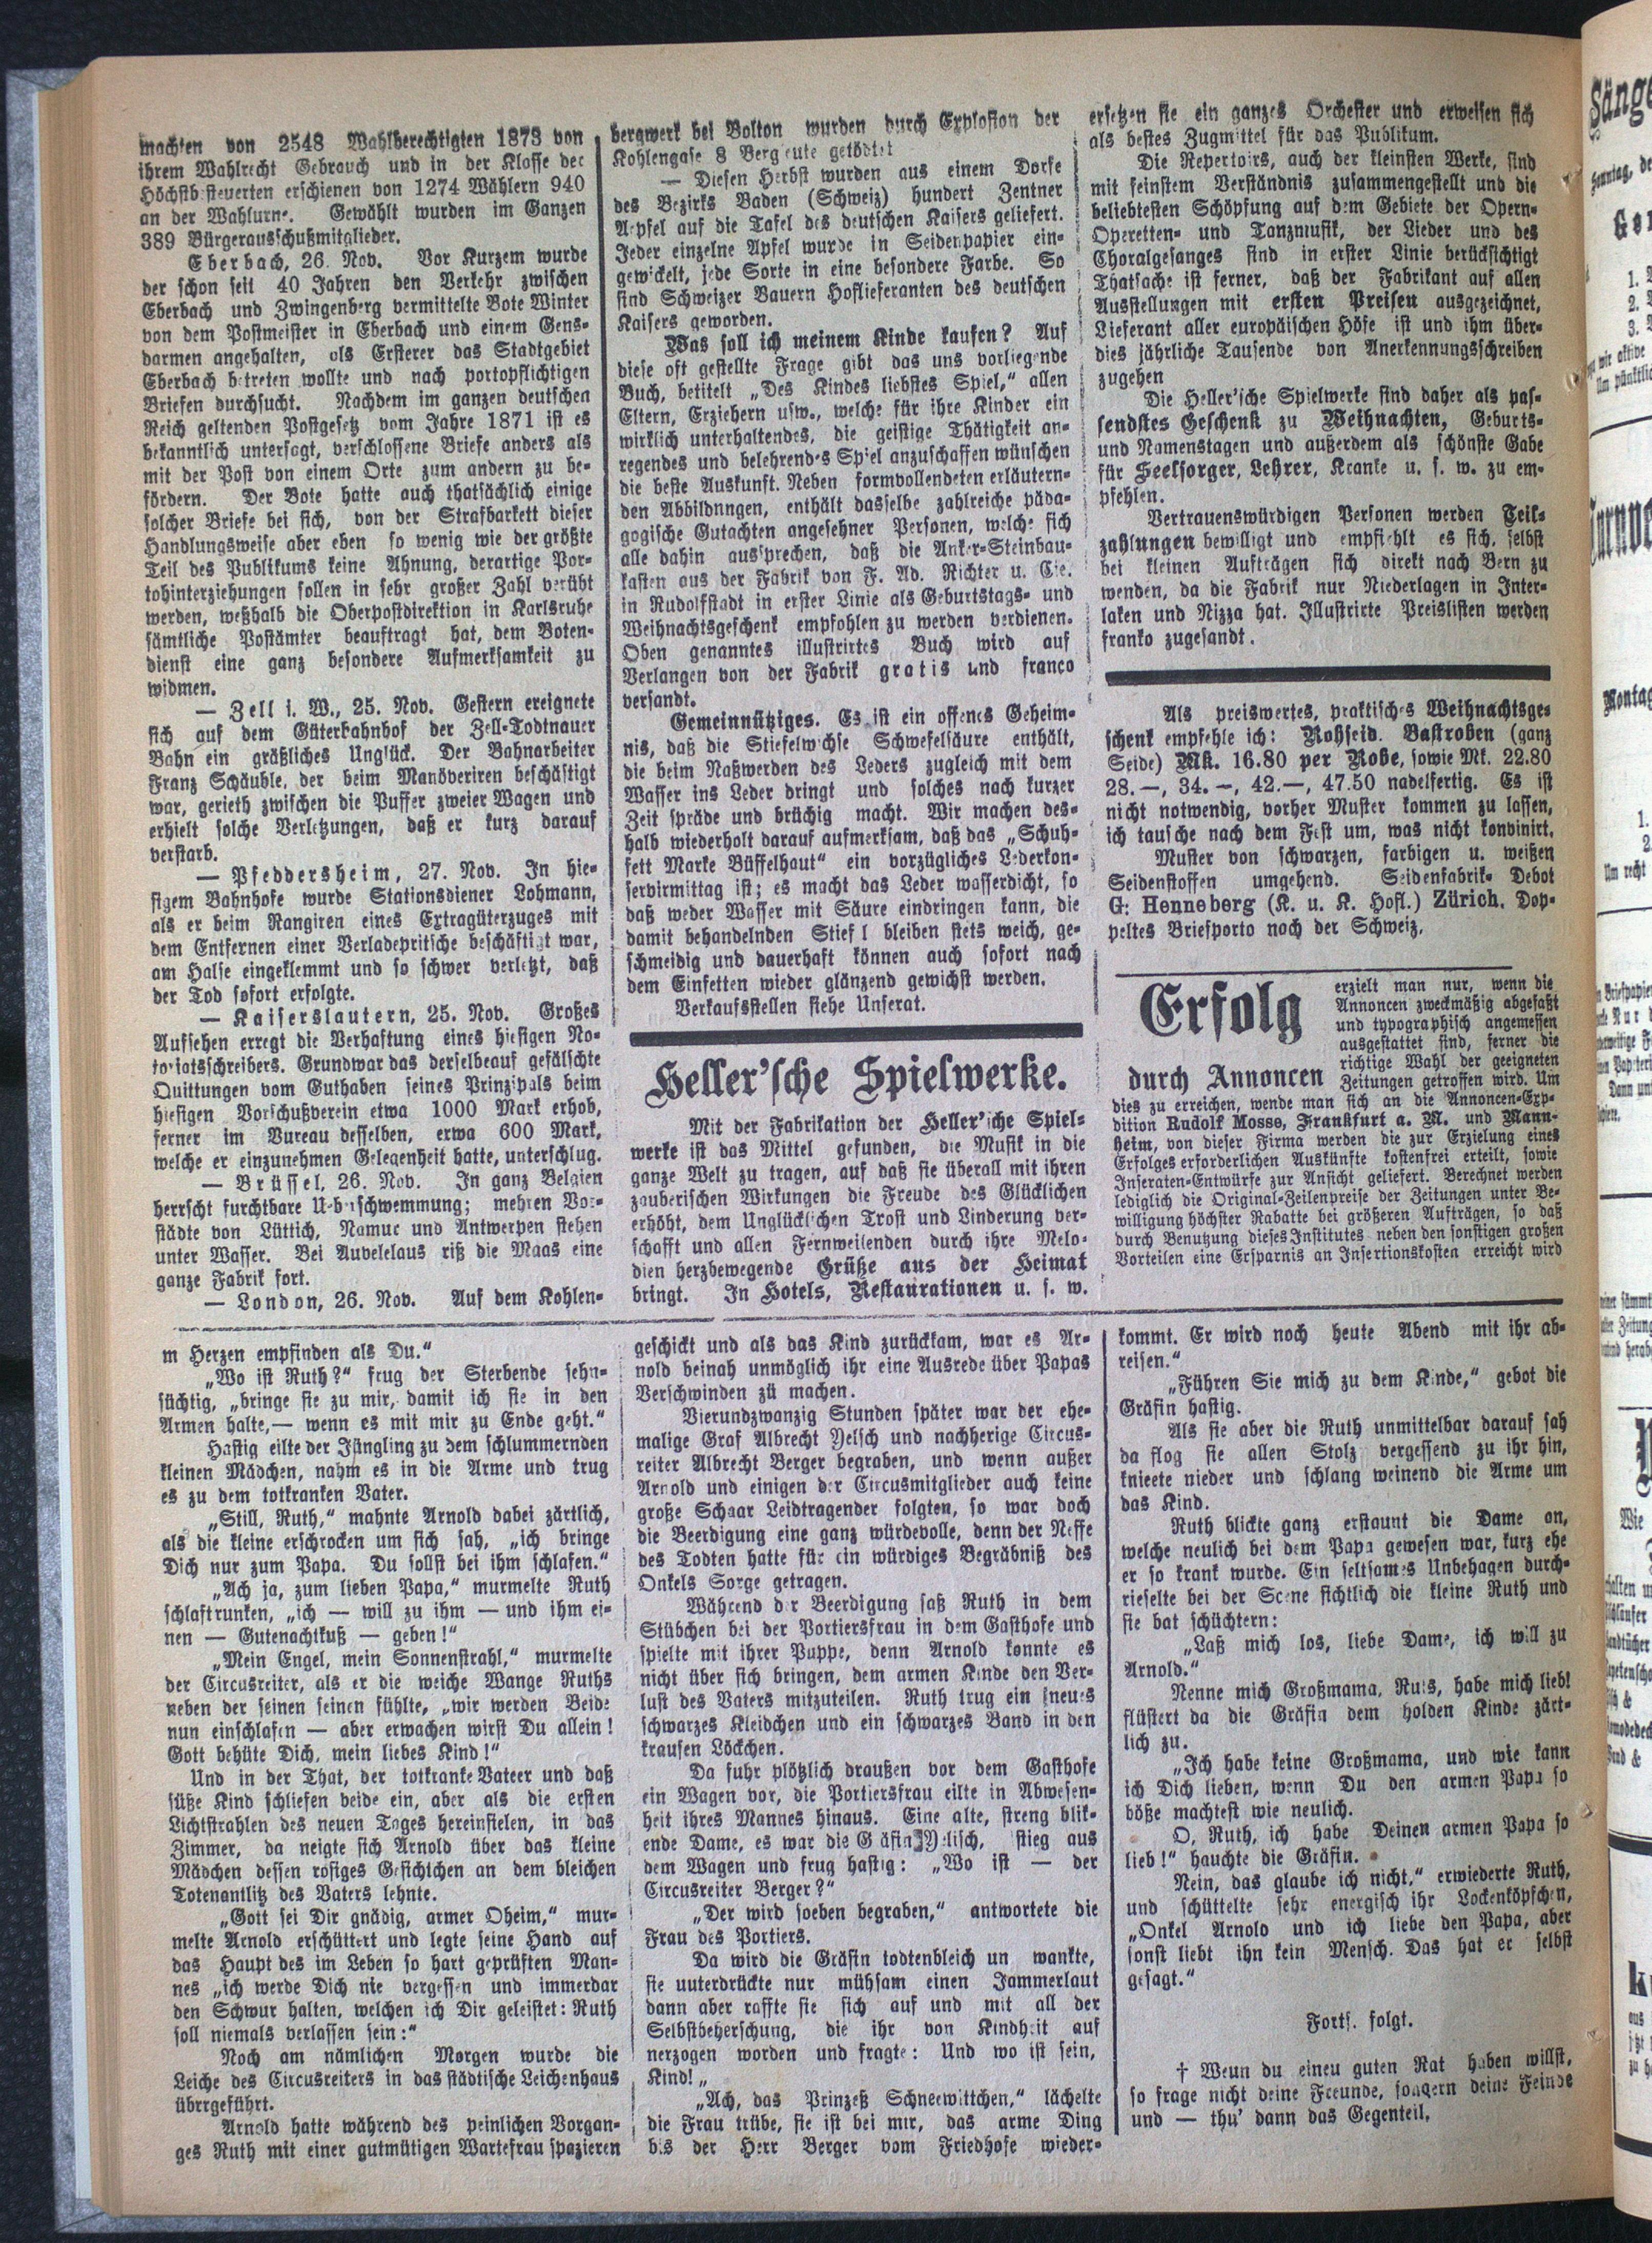 machten von 2548 Wahlberechtigten 1873 von
ihrem Wahlrecht Gebrauch und in der Klasse der
Höchstbesteuerten erschienen von 1274 Wählern 940
an der Wahlurne. Gewählt wurden im Ganzen
389 Bürgerausschußmitglieder.
Eberbach, 26. Nov. Vor Kurzem wurde
der schon seit 40 Jahren den Verkehr zwischen
Eberbach und Zwingenberg vermittelte Bote Winter
von dem Postmeister in Eberbach und einem Gens-
darmen angehalten, als Ersterer das Stadtgebiet
Eberbach betreten wollte und nach portopflichtigen
Briefen durchsucht. Nachdem im ganzen deutschen
Reich geltenden Postgesetz vom Jahre 1871 ist es
bekanntlich untersagt, verschlossene Briefe anders als
mit der Post von einem Orte zum andern zu be-
fördern. Der Bote hatte auch thatsächlich einige
solcher Briefe bei sich, von der Strafbarkett dieser
Handlungsweise aber eben so wenig wie der größte
Teil des Publikums keine Ahnung, derartige Por-
tohinterziehungen sollen in sehr großer Zahl verübt
werden, weßhalb die Oberpostdirektion in Karlsruhe
sämtliche Postämter beauftragt hat, dem Boten-
dienst eine ganz besondere Aufmerksamkeit zu
widmen.
— Zell i. W., 25. Nov. Gestern ereignete
sich auf dem Güterbahnhof der Zell-Todtnauer
Bahn ein gräßliches Unglück. Der Bahnarbeiter
Franz Schäuble, der beim Manöveriren beschäftigt
war, gerieth zwischen die Puffer zweier Wagen und
erhielt solche Verletzungen, daß er kurz darauf
verstarb.
— Pfeddersheim, 27. Nov. In hie-
sigem Bahnhofe wurde Stationsdiener Lohmann,
als er beim Rangiren eines Extragüterzuges mit
dem Entfernen einer Verladepritsche beschäftigt war,
am Halse eingeklemmt und so schwer verletzt, daß
der Tod sofort erfolgte.
— Kaiserslautern, 25. Nov. Großes
Aufsehen erregt die Verhaftung eines hiesigen No-
toriatsschreibers. Grundwar das derselbeauf gefälschte
Quittungen vom Guthaben seines Prinzipals beim
hiesigen Vorschußverein etwa 1000 Mark erhob,
ferner im Bureau desselben, erwa 600 Mark,
welche er einzunehmen Gelegenheit hatte, unterschlug.
— Brüssel, 26. Nov. In ganz Belgien
herrscht furchtbare Ueberschwemmung; mehren Vor-
städte von Lüttich, Namur und Antwerpen stehen
unter Wasser. Bei Auvelelaus riß die Maas eine
ganze Fabrik fort.
— London, 26. Nov. Auf dem Kohlen-
bergwerk bei Bolton wurden durch Explosion der
Kohlengase 8 Bergleute getödtet
— Diesen Herbst wurden aus einem Dorfe
des Bezirks Baden (Schweiz) hundert Zentner
Aepfel auf die Tafel des deutschen Kaisers geliefert.
Jeder einzelne Apfel wurde in Seidenpapier ein-
gewickelt, jede Sorte in eine besondere Farbe. So
sind Schweizer Bauern Hoflieferanten des deutschen
Kaisers geworden.
Was soll ich meinem Kinde kaufen? Auf
diese oft gestellte Frage gibt das uns vorliegende
Buch, betitelt „Des Kindes liebstes Spiel,“ allen
Eltern, Erziehern usw., welche für ihre Kinder ein
wirklich unterhaltendes, die geistige Thätigkeit an-
regendes und belehrendes Spiel anzuschaffen wünschen
die beste Auskunft. Neben formvollendeten erläutern-
den Abbildnngen, enthält dasselbe zahlreiche päda-
gogische Gutachten angesehner Personen, welche sich
alle dahin aussprechen, daß die Anker-Steinbau-
kasten aus der Fabrik von F. Ad. Richter u. Cie.
in Rudolfstadt in erster Linie als Geburtstags- und
Weihnachtsgeschenk empfohlen zu werden verdienen.
Oben genanntes illustrirtes Buch wird auf
Verlangen von der Fabrik gratis und franco
versandt.
Gemeinnütziges. Es ist ein offenes Geheim-
nis, daß die Stiefelwichse Schwefelsäure enthält,
die beim Naßwerden des Leders zugleich mit dem
Wasser ins Leder dringt und solches nach kurzer
Zeit spräde und brüchig macht. Wir machen des-
halb wiederholt darauf aufmerksam, daß das „Schuh-
fett Marke Büffelhaut“ ein vorzügliches Lederkon-
servirmittag ist; es macht das Leder wasserdicht, so
daß weder Wasser mit Säure eindringen kann, die
damit behandelnden Stief l bleiben stets weich, ge-
schmeidig und dauerhaft können auch sofort nach
dem Einfetten wieder glänzend gewichst werden.
Verkaufsstellen siehe Unserat.
Heller'sche Spielwerke.
Mit der Fabrikation der Heller'sche Spiel-
werke ist das Mittel gefunden, die Musik in die
ganze Welt zu tragen, auf daß sie überall mit ihren
zauberischen Wirkungen die Freude des Glücklichen
erhöht, dem Unglücklichen Trost und Linderung ver-
schafft und allen Fernweilenden durch ihre Melo-
dien herzbewegende Grüße aus der Heimat
bringt. In Hotels, Restaurationen u. s. w.
ersetzen sie ein ganzes Orchester und erweisen sich
als bestes Zugmittel für das Publikum.
Die Repertoirs, auch der kleinsten Werke, sind
mit feinstem Verständnis zusammengestellt und die
beliebtesten Schöpfung auf dem Gebiete der Opern-
Operetten- und Tanzmusik, der Lieder und des
Choralgesanges sind in erster Linie berücksichtigt
Thatsache ist ferner, daß der Fabrikant auf allen
Ausstellungen mit ersten Preisen ausgezeichnet,
Lieferant aller europäischen Höfe ist und ihm über-
dies jährliche Tausende von Anerkennungsschreiben
zugehen
Die Heller'sche Spielwerke sind daher als pas-
sendstes Geschenk zu Weihnachten, Geburts-
und Namenstagen und außerdem als schönste Gabe
für Seelsorger, Lehrer, Kranke u. s. w. zu em-
pfehlen.
Vertrauenswürdigen Personen werden Teil-
zahlungen bewilligt und empfiehlt es sich, selbst
bei kleinen Aufträgen sich direkt nach Bern zu
wenden, da die Fabrik nur Niederlagen in Inter-
laken und Nizza hat. Illustrirte Preislisten werden
franko zugesandt.
Als preiswertes, praktisches Weihnachtsge-
schenk empfehle ich: Rohseid. Bastroben (ganz
Seide) Mk. 16.80 per Robe, sowie Mk. 22.80
28.—, 34.—, 42.—, 47.50 nadelfertig. Es ist
nicht notwendig, vorher Muster kommen zu lassen,
ich tausche nach dem Fest um, was nicht konvinirt.
Muster von schwarzen, farbigen u. weißen
Seidenstoffen umgehend. Seidenfabrik- Debot
G: Henneberg (K. u. K. Hofl.) Zürich. Dop-
peltes Briefporto noch der Schweiz.
Erfolg
durch Annoncen
erzielt man nur, wenn die
Annoncen zweckmäßig abgefaßt
und typographisch angemessen
ausgestattet sind, ferner die
richtige Wahl der geeigneten
Zeitungen getroffen wird. Um
dies zu erreichen, wende man sich an die Annoncen-Exp-
dition Rudolf Mosse, Frankfurt a. M. und Mann-
heim, von dieser Firma werden die zur Erzielung eines
Erfolges erforderlichen Auskünfte kostenfrei erteilt, sowie
Inseraten-Entwürfe zur Ansicht geliefert. Berechnet werden
lediglich die Original-Zeilenpreise der Zeitungen unter Be-
willigung höchster Rabatte bei größeren Aufträgen, so daß
durch Benutzung dieses Institutes neben den sonstigen großen
Vorteilen eine Ersparnis an Insertionskosten erreicht wird
m Herzen empfinden als Du.“
„Wo ist Ruth?“ frug der Sterbende sehn-
süchtig, „bringe sie zu mir, damit ich sie in den
Armen halte,— wenn es mit mir zu Ende geht.“
Hastig eilte der Jüngling zu dem schlummernden
kleinen Mädchen, nahm es in die Arme und trug
es zu dem totkranken Vater.
„Still, Ruth,“ mahnte Arnold dabei zärtlich,
als die kleine erschrocken um sich sah, „ich bringe
Dich nur zum Papa. Du sollst bei ihm schlafen.“
„Ach ja, zum lieben Papa,“ murmelte Ruth
schlaftrunken, „ich — will zu ihm — und ihm ei-
nen — Gutenachtkuß — geben!“
„Mein Engel, mein Sonnenstrahl,“ murmelte
der Circusreiter, als er die weiche Wange Ruths
neben der seinen seinen fühlte, „wir werden Beide
nun einschlafen — aber erwachen wirst Du allein!
Gott behüte Dich, mein liebes Kind!“
Und in der That, der totkranke Vateer und daß
süße Kind schliefen beide ein, aber als die ersten
Lichtstrahlen des neuen Tages hereinfielen, in das
Zimmer, da neigte sich Arnold über das kleine
Mädchen dessen rosiges Gesichtchen an dem bleichen
Totenantlitz des Vaters lehnte.
„Gott sei Dir gnädig, armer Oheim,“ mur-
melte Arnold erschüttert und legte seine Hand auf
das Haupt des im Leben so hart geprüften Man-
nes „ich werde Dich nie vergessen und immerdar
den Schwur halten, welchen ich Dir geleistet: Ruth
soll niemals verlassen sein:“
Noch am nämlichen Morgen wurde die
Leiche des Circusreiters in das städtische Leichenhaus
übrrgeführt.
Arnold hatte während des peinlichen Vorgan-
ges Ruth mit einer gutmütigen Wartefrau spazieren
geschickt und als das Kind zurückkam, war es Ar-
nold beinah unmöglich ihr eine Ausrede über Papas
Verschwinden zü machen.
Vierundzwanzig Stunden später war der ehe-
malige Graf Albrecht Yelsch und nachherige Circus-
reiter Albrecht Berger begraben, und wenn außer
Arnold und einigen der Circusmitglieder auch keine
große Schaar Leidtragender folgten, so war doch
die Beerdigung eine ganz würdevolle, denn der Neffe
des Todten hatte für ein würdiges Begräbniß des
Onkels Sorge getragen.
Während der Beerdigung saß Ruth in dem
Stübchen bei der Portiersfrau in dem Gasthofe und
spielte mit ihrer Puppe, denn Arnold konnte es
nicht über sich bringen, dem armen Kinde den Ver-
lust des Vaters mitzuteilen. Ruth trug ein neues
schwarzes Kleidchen und ein schwarzes Band in den
krausen Löckchen.
Da fuhr plötzlich draußen vor dem Gasthofe
ein Wagen vor, die Portiersfrau eilte in Abwesen-
heit ihres Mannes hinaus. Eine alte, streng blik-
ende Dame, es war die G äfin Yelisch, stieg aus
dem Wagen und frug hastig: „Wo ist — der
Circusreiter Berger?“
„Der wird soeben begraben,“ antwortete die
Frau des Portiers.
Da wird die Gräfin todtenbleich un wankte,
sie uuterdrückte nur mühsam einen Jammerlaut
dann aber raffte sie sich auf und mit all der
Selbstbeherschung, die ihr von Kindheit auf
nerzogen worden und fragte: Und wo ist sein,
Kind!„
„Ach, das Prinzeß Schneewittchen,“ lächelte
die Frau trübe, sie ist bei mir, das arme Ding
bis der Herr Berger vom Friedhofe wieder-
kommt. Er wird noch heute Abend mit ihr ab-
reisen.“
„Führen Sie mich zu dem Kinde,“ gebot die
Gräfin hastig.
Als sie aber die Ruth unmittelbar darauf sah
da flog sie allen Stolz vergessend zu ihr hin,
knieete nieder und schlang weinend die Arme um
das Kind.
Ruth blickte ganz erstaunt die Dame an,
welche neulich bei dem Papa gewesen war, kurz ehe
er so krank wurde. Ein seltsames Unbehagen durch-
rieselte bei der Scene sichtlich die kleine Ruth und
sie bat schüchtern:
„Laß mich los, liebe Dame, ich will zu
Arnold.“
Nenne mich Großmama, Ruts, habe mich lieb!
flüstert da die Gräfin dem holden Kinde zärt-
lich zu.
„Ich habe keine Großmama, und wie kann
ich Dich lieben, wenn Du den armen Papa so
böße machtest wie neulich.
O, Ruth, ich habe Deinen armen Papa so
lieb!“ hauchte die Gräfin.
Nein, das glaube ich nicht,“ erwiederte Ruth,
und schüttelte sehr energisch ihr Lockenköpfchen,
„Onkel Arnolo und ich liebe den Papa, aber
sonst liebt ihn kein Mensch. Das hat er selbst
gesagt.“
Forts. folgt.
† Weun du eineu guten Rat haben willst,
so frage nicht deine Freunde, sondern deine Feinde
und — thu' dann das Gegenteil.